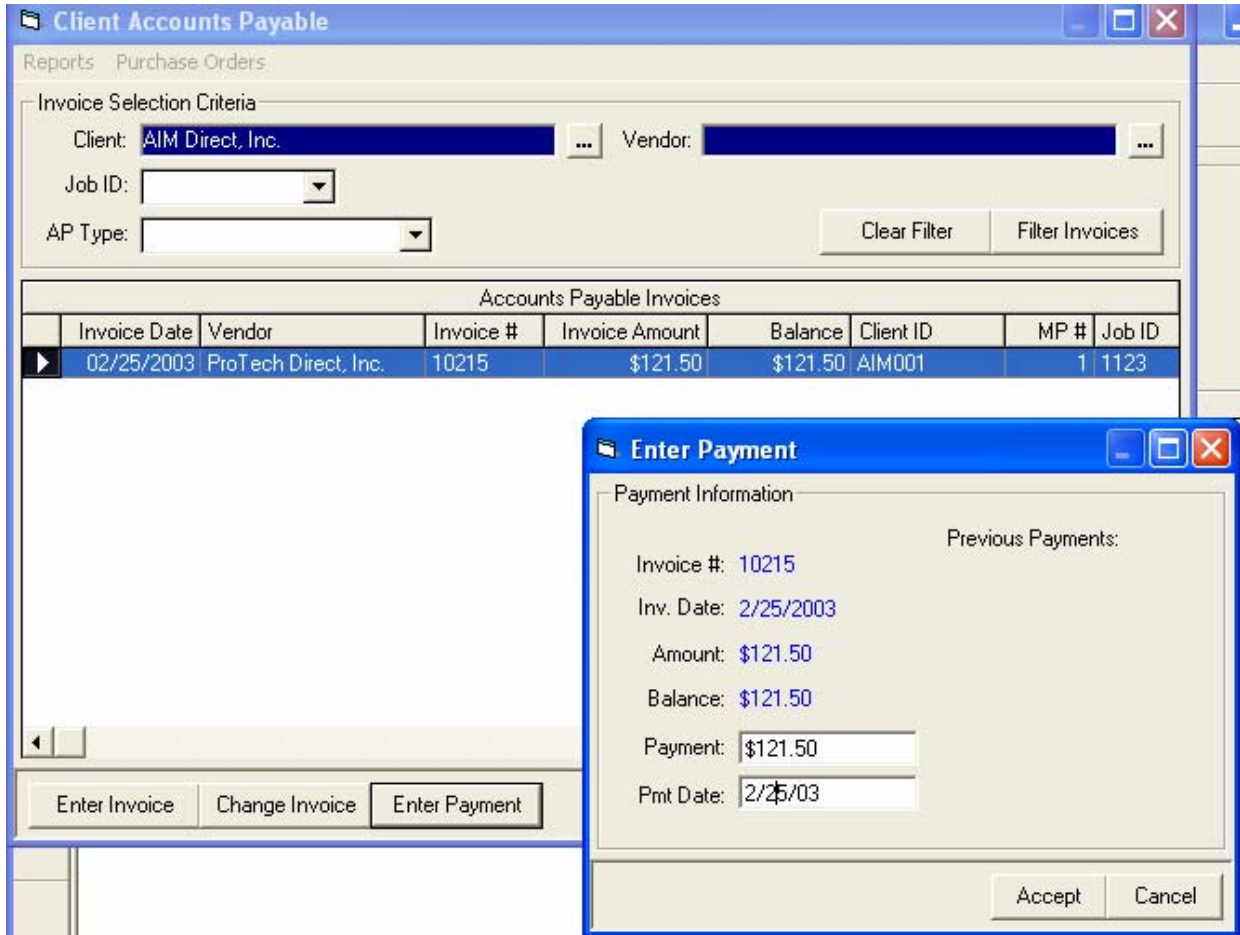 Client Accounts Payable
Reports Purchase Orders
Invoice Selection Criteria
Client: AIM Direct, Inc. ... Vendor: ...
Job ID:
AP Type: Clear Filter Filter Invoices
Accounts Payable Invoices
Invoice Date Vendor Invoice # Invoice Amount Balance Client ID MP # Job ID
02/25/2003 ProTech Direct, Inc. 10215 $121.50 $121.50 AIM001 1 1123
Enter Invoice Change Invoice Enter Payment
Enter Payment
Payment Information
Previous Payments:
Invoice #: 10215
Inv. Date: 2/25/2003
Amount: $121.50
Balance: $121.50
Payment: $121.50
Pmt Date: 2/25/03
Accept Cancel